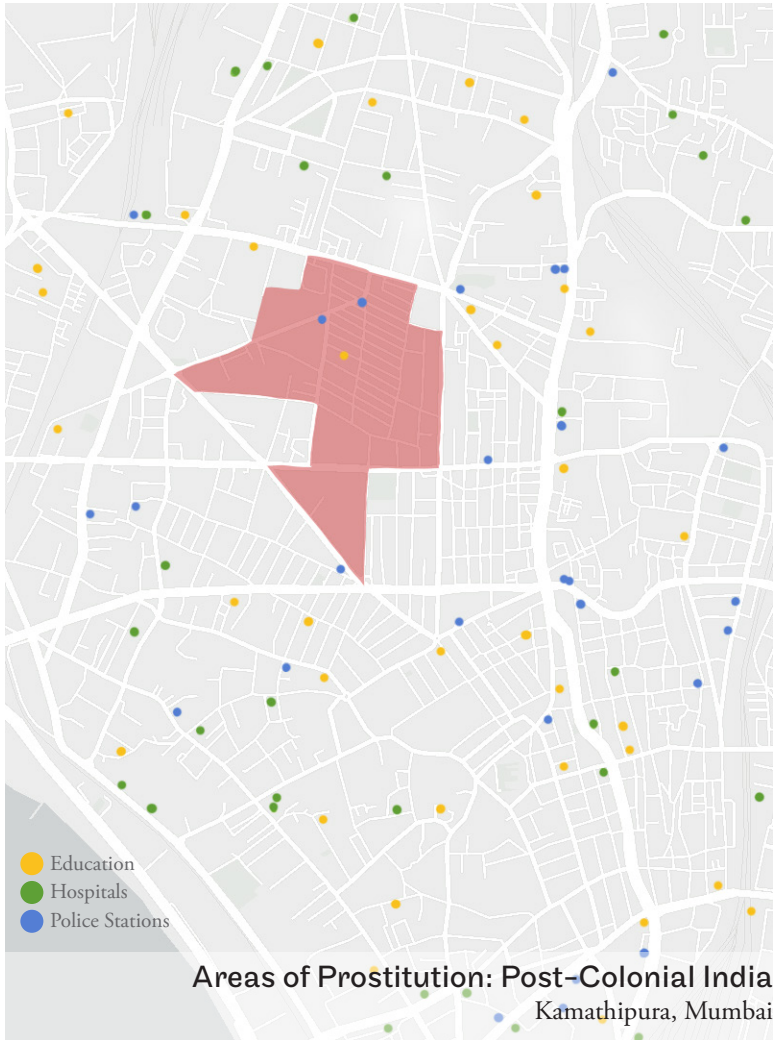 Education
Hospitals
Police Stations
Areas of Prostitution: Post-Colonial India
Kamathipura, Mumbai